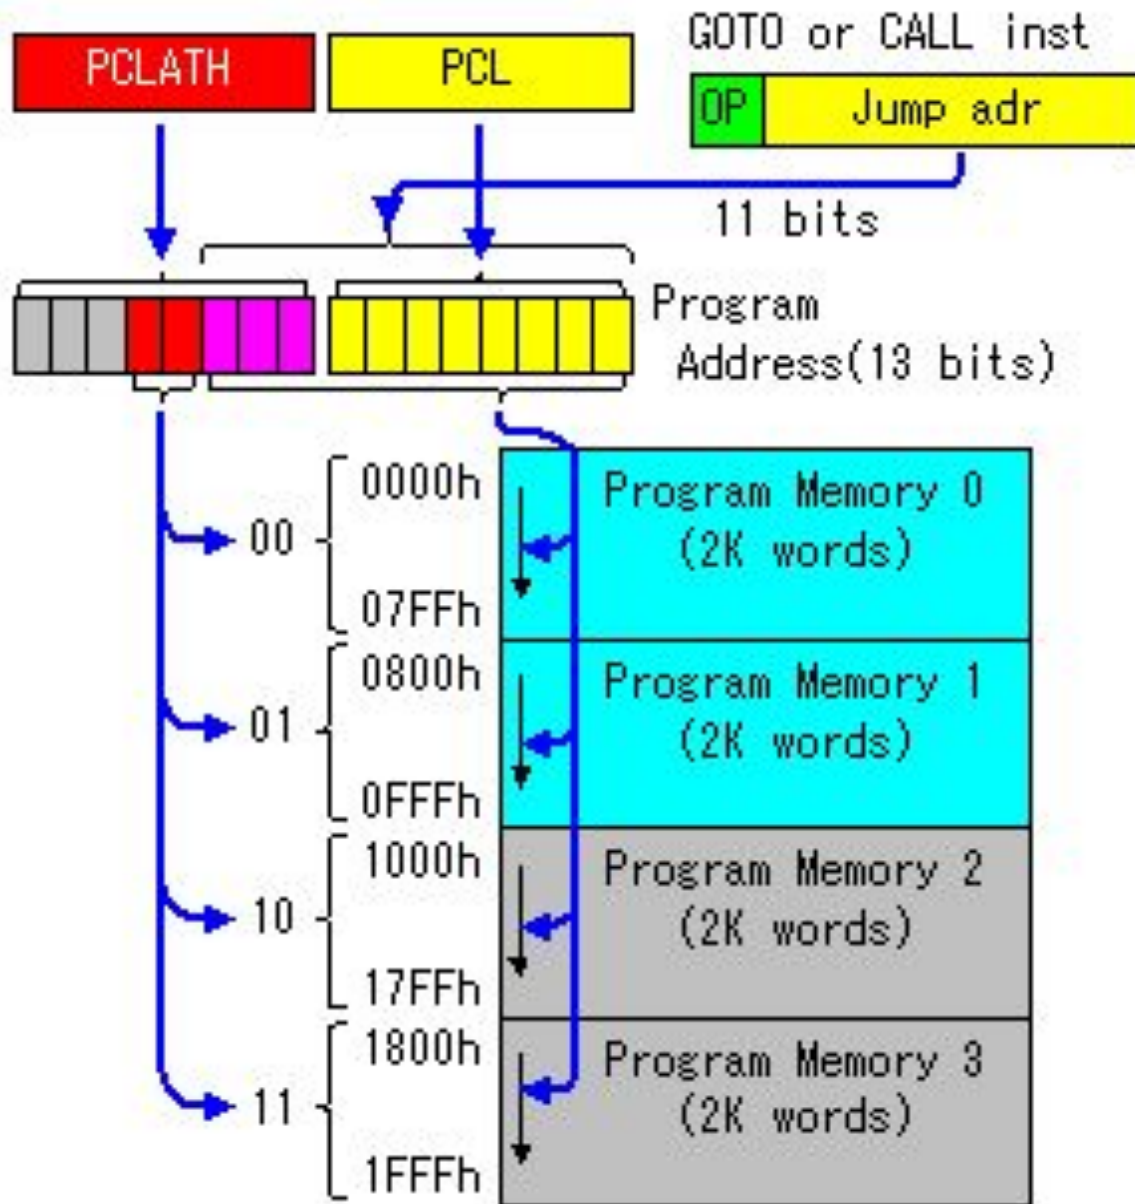 GOTO or CALL inst
PCLATH
PCL
OP
Jump adr
11 bits
Program
Address(13 bits)
0000h
Program Memory 0
00
(2K words)
07FFh
0800h
Program Memory 1
01
(2K words)
0FFFh
1000h
Program Memory 2
10
(2K words)
17FFh
1800h
Program Memory 3
11
(2K words)
1FFFh